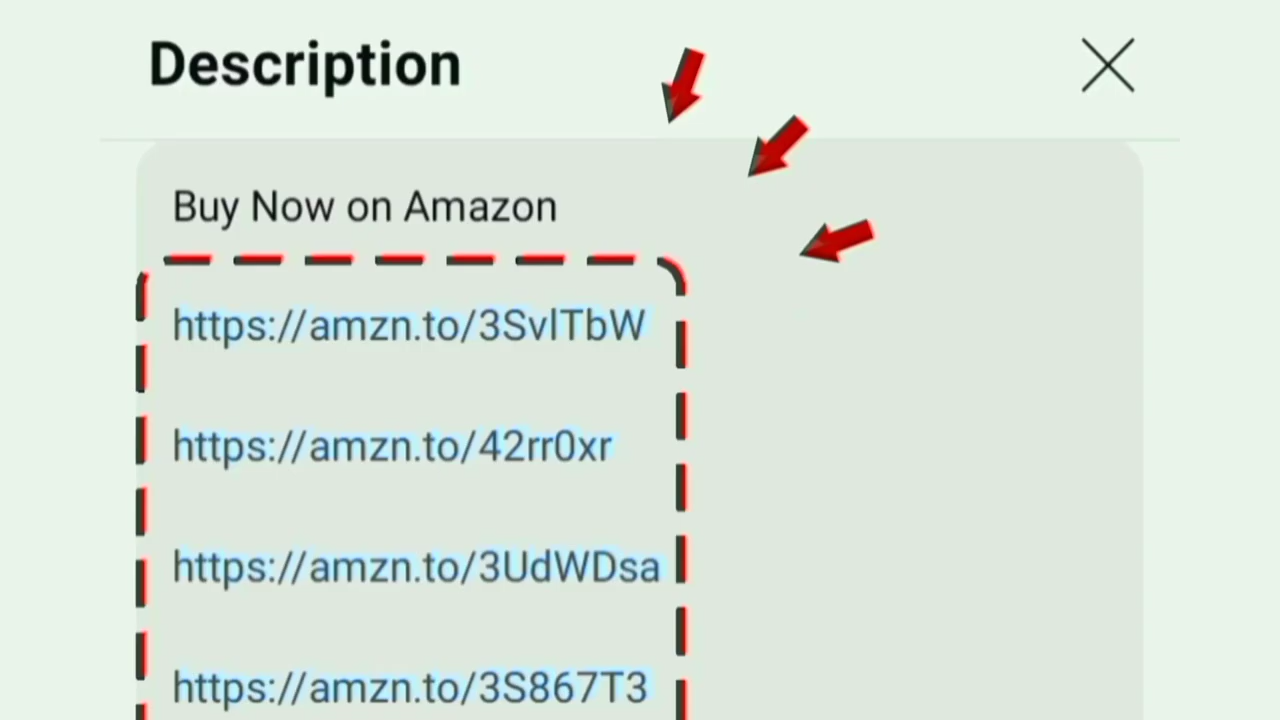 Description
Buy Now on Amazon
https://amzn.to/3SvlTbW
https://amzn.to/42rr0xr
https://amzn.to/3UdWDsa
https://amzn.to/3S867T3